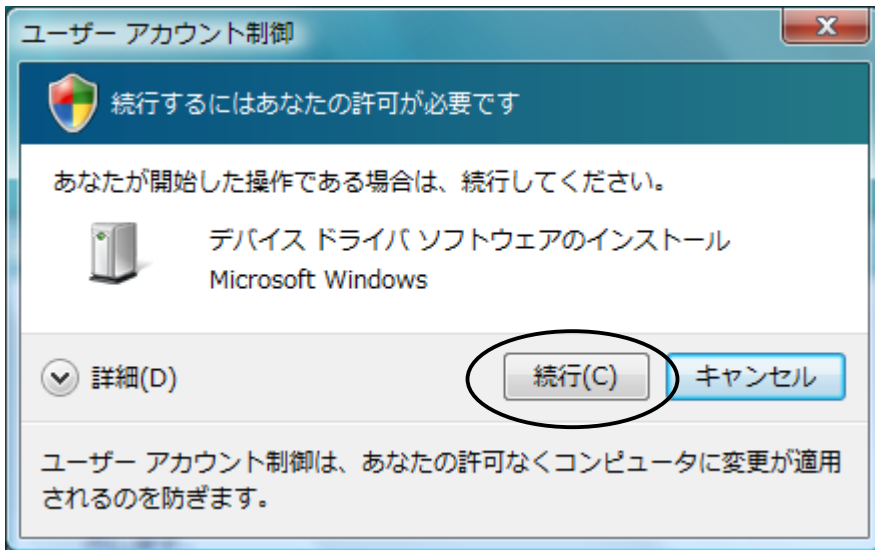 ユーザー アカウント制御
続行するにはあなたの許可が必要です
あなたが開始した操作である場合は、続行してください。
デバイス ドライバ ソフトウェアのインストール
Microsoft Windows
詳細(D)
続行(C)
キャンセル
ユーザー アカウント制御は、あなたの許可なくコンピュータに変更が適用
されるのを防ぎます。